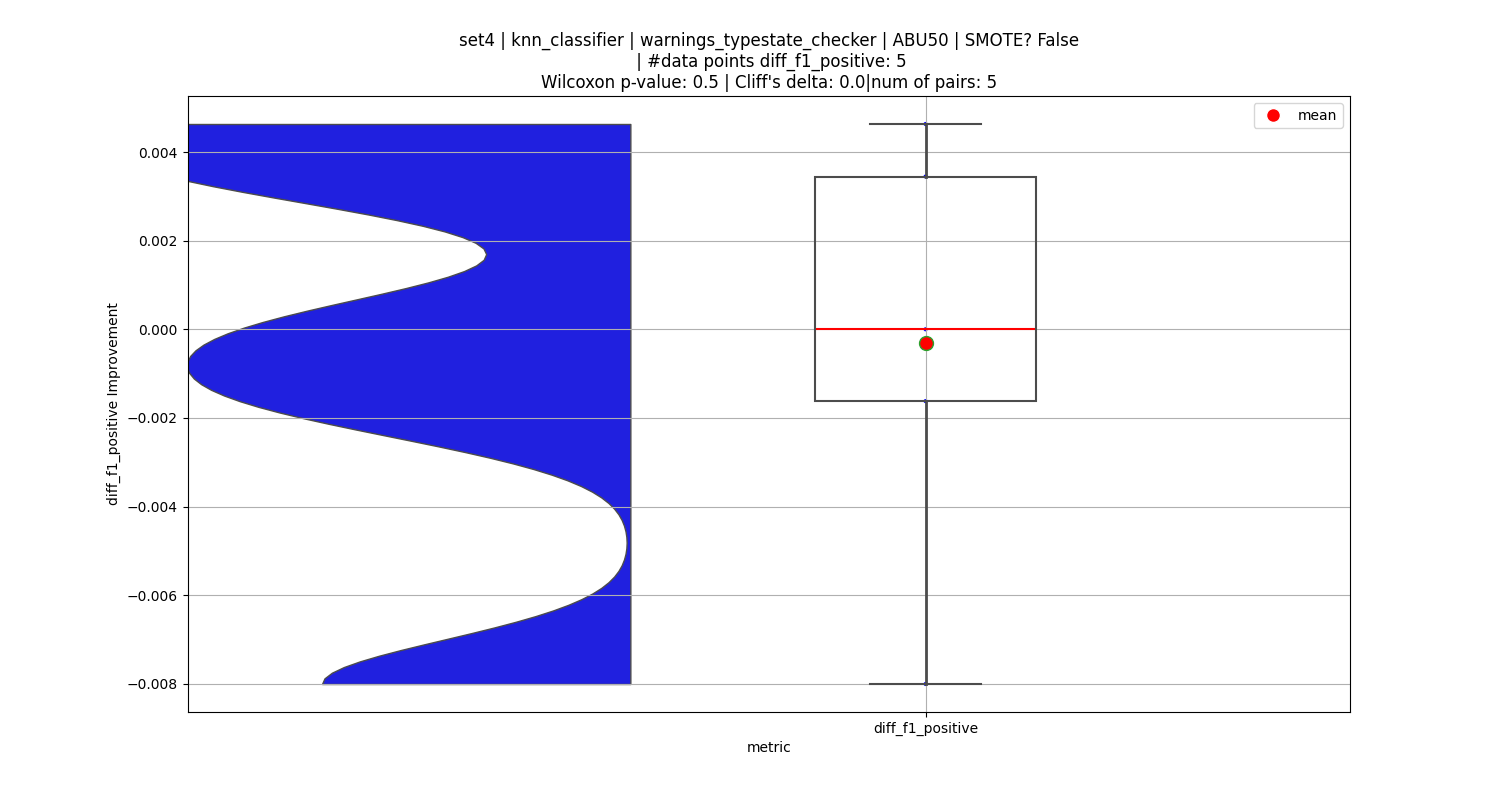 set4 | knn_classifier | warnings_typestate_checker | ABU50 | SMOTE? False
| #data points diff_f1_positive: 5
Wilcoxon p-value: 0.5 | Cliff's delta: 0.0|num of pairs: 5
mean
0.004
0.002
0.000
−0.002
−0.004
−0.006
−0.008
diff_f1_positive Improvement
diff_f1_positive
metric